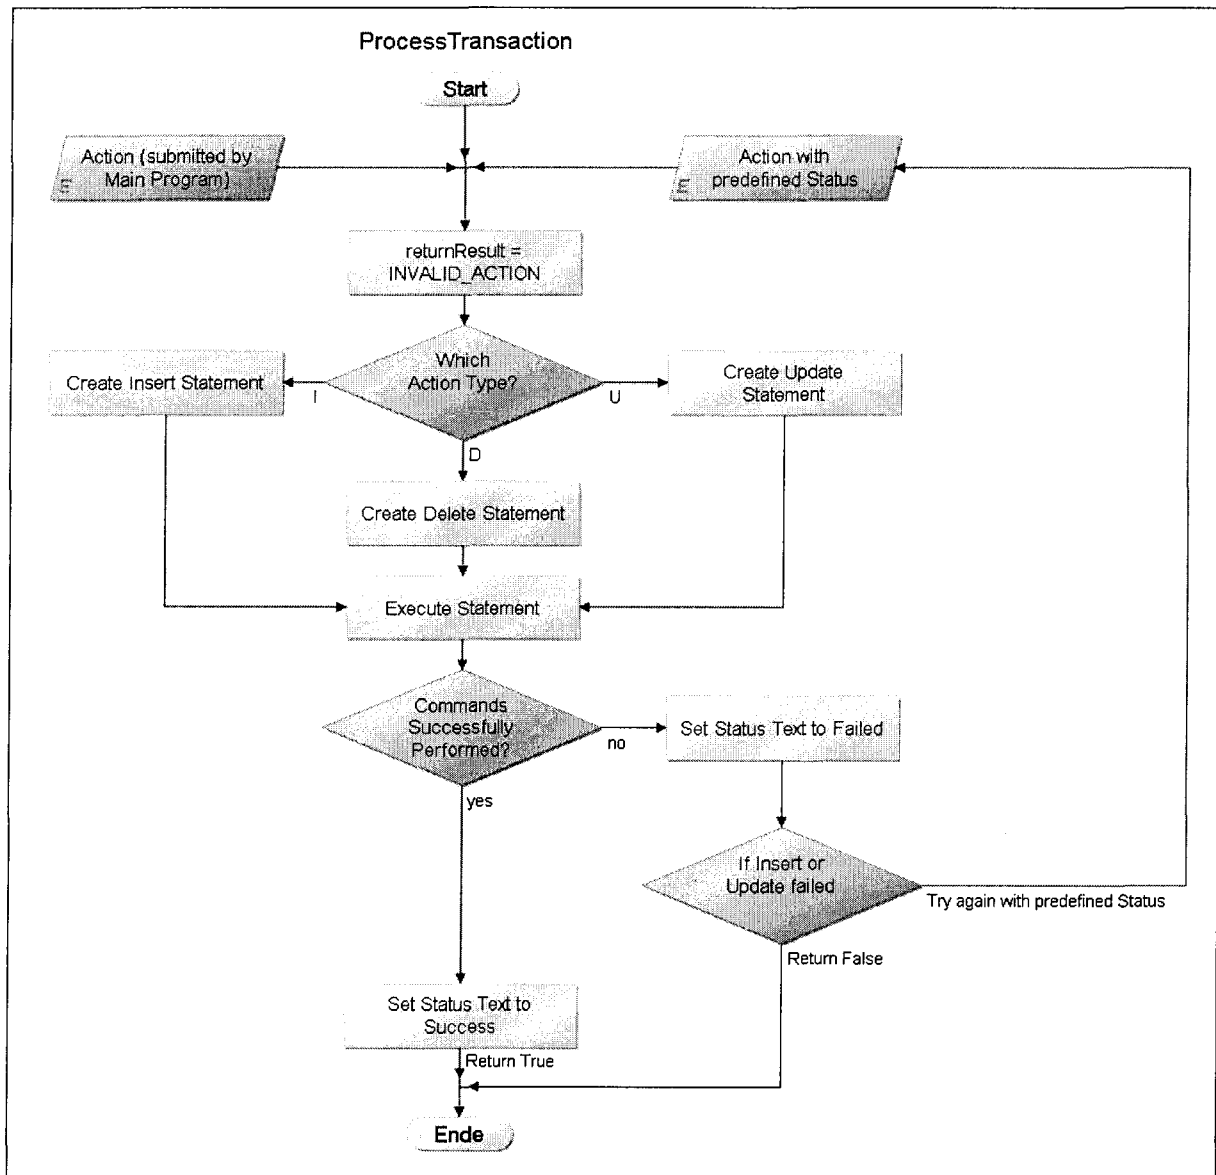 ProcessTransaction
Start
Action (submitted by
Main Program)
E
Action with
predefined Status
E
returnResult =
INVALID_ACTION
Which
Action Type?
I
U
D
Create Insert Statement
Create Update
Statement
Create Delete Statement
Execute Statement
Commands
Successfully
Performed?
no
yes
Set Status Text to Failed
If Insert or
Update failed
Try again with predefined Status
Return False
Set Status Text to
Success
Return True
Ende